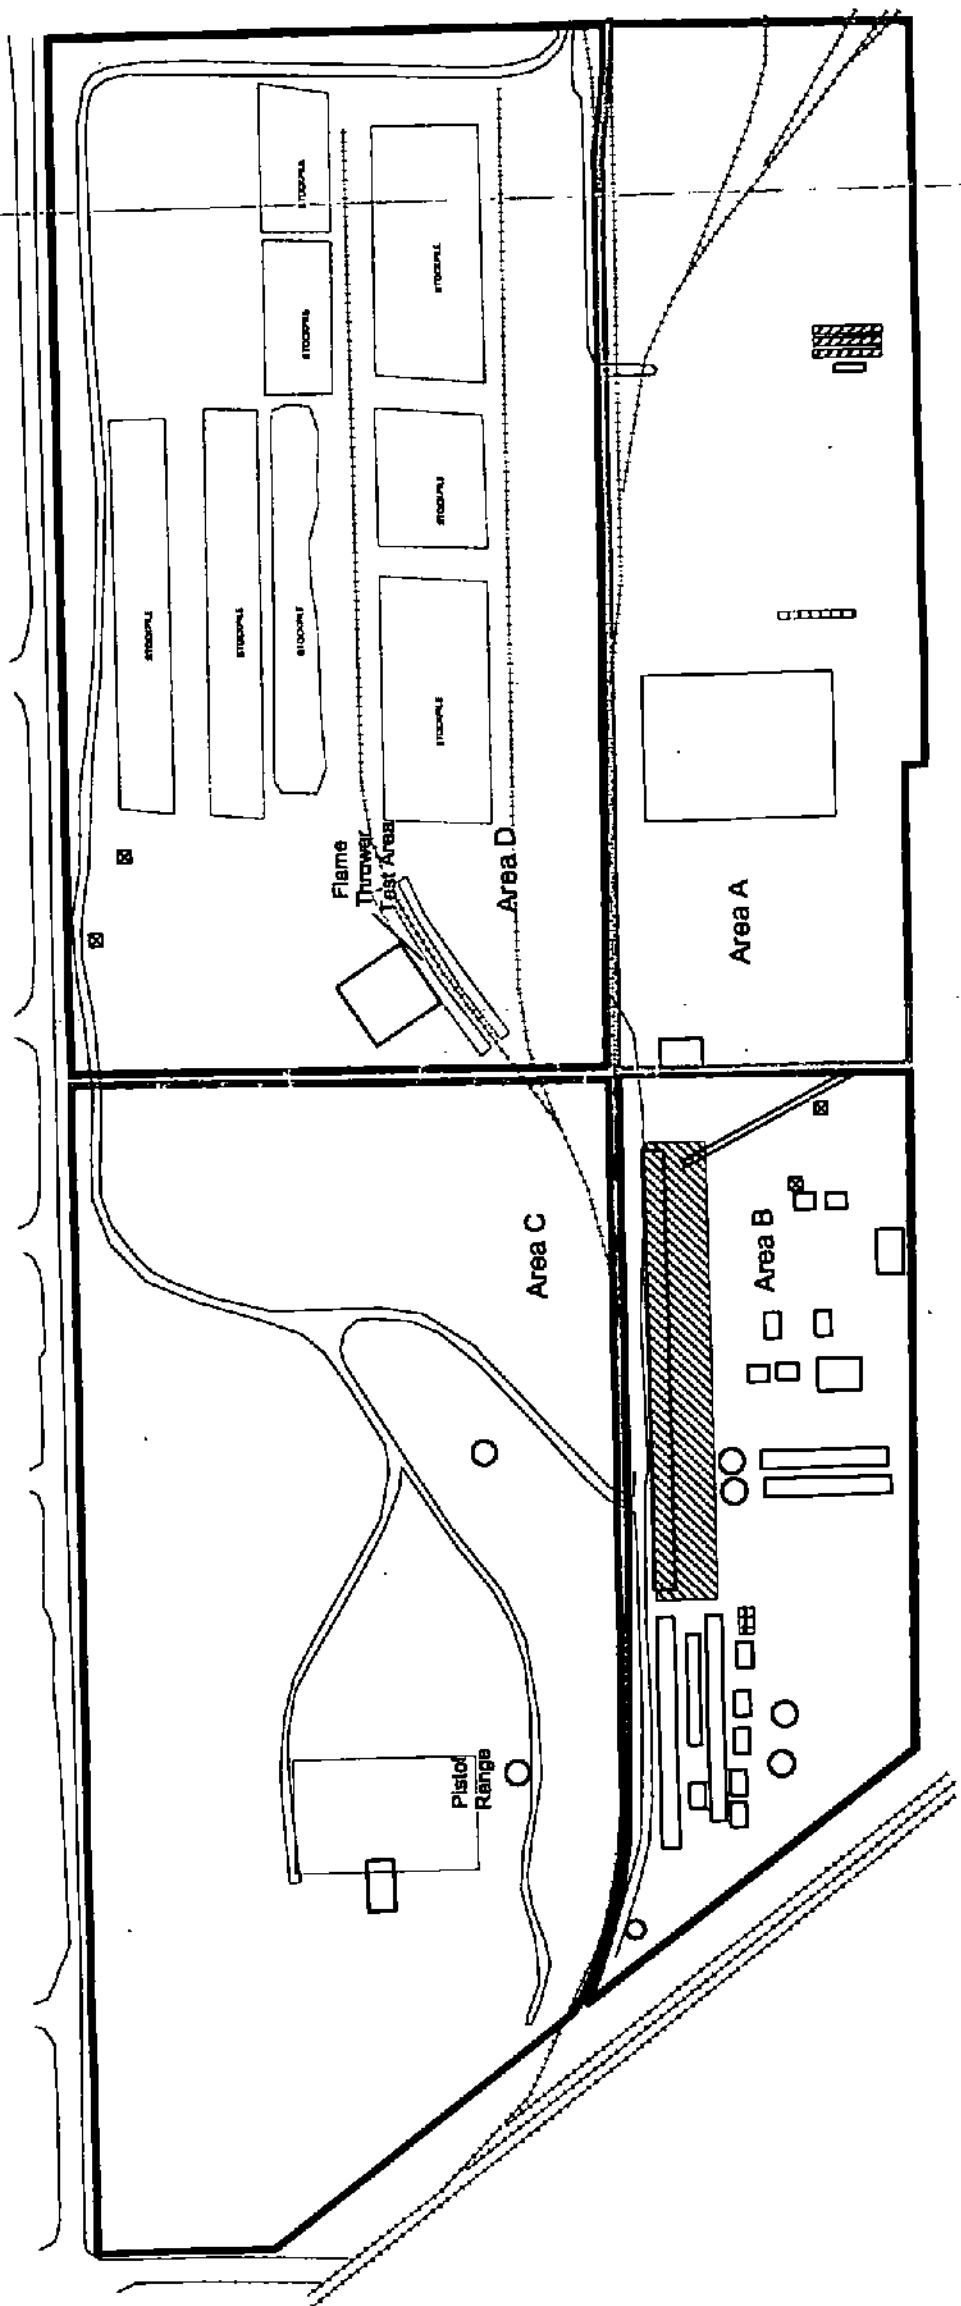 STOCKPILE
STOCKPILE
STOCKPILE
STOCKPILE
STOCKPILE
STOCKPILE
STOCKPILE
STOCKPILE
Flame
Thrower
Test Area
Area D
Area A
Area C
Area B
Pistol
Range